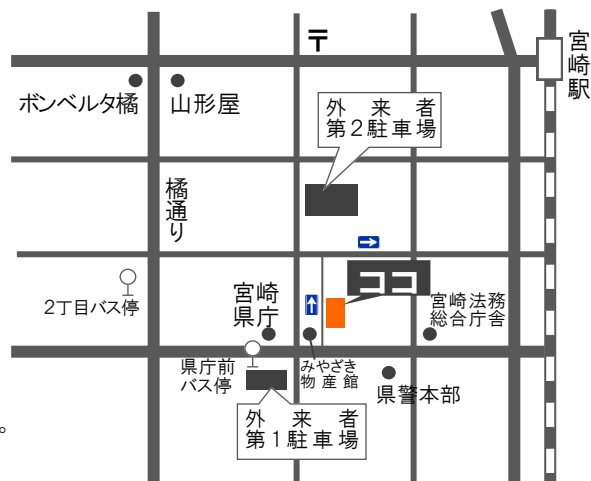 〒
宮崎駅
ボンベルタ橘
山形屋
外来者
第2駐車場
橘通り
ココ
2丁目バス停
宮崎
県庁
宮崎法務
総合庁舎
県庁前
バス停
みやざき
物産館
県警本部
外来者
第1駐車場
。